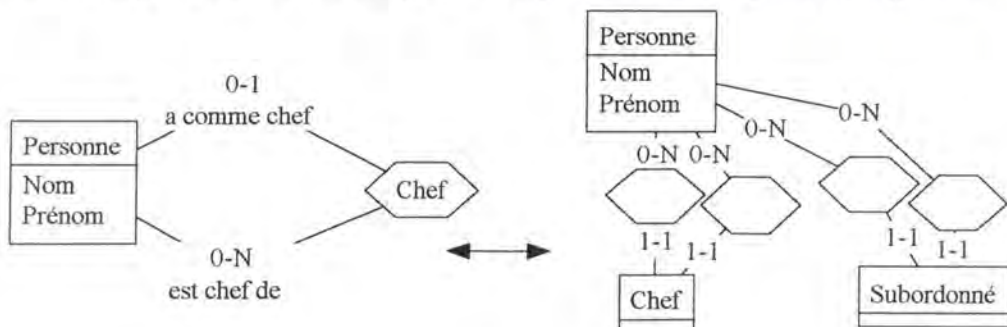 0-1
a comme chef
Personne
Nom
Prénom
Chef
0-N
est chef de
Personne
Nom
Prénom
0-N
0-N
0-N
0-N
1-1
1-1
1-1
1-1
Chef
Subordonné